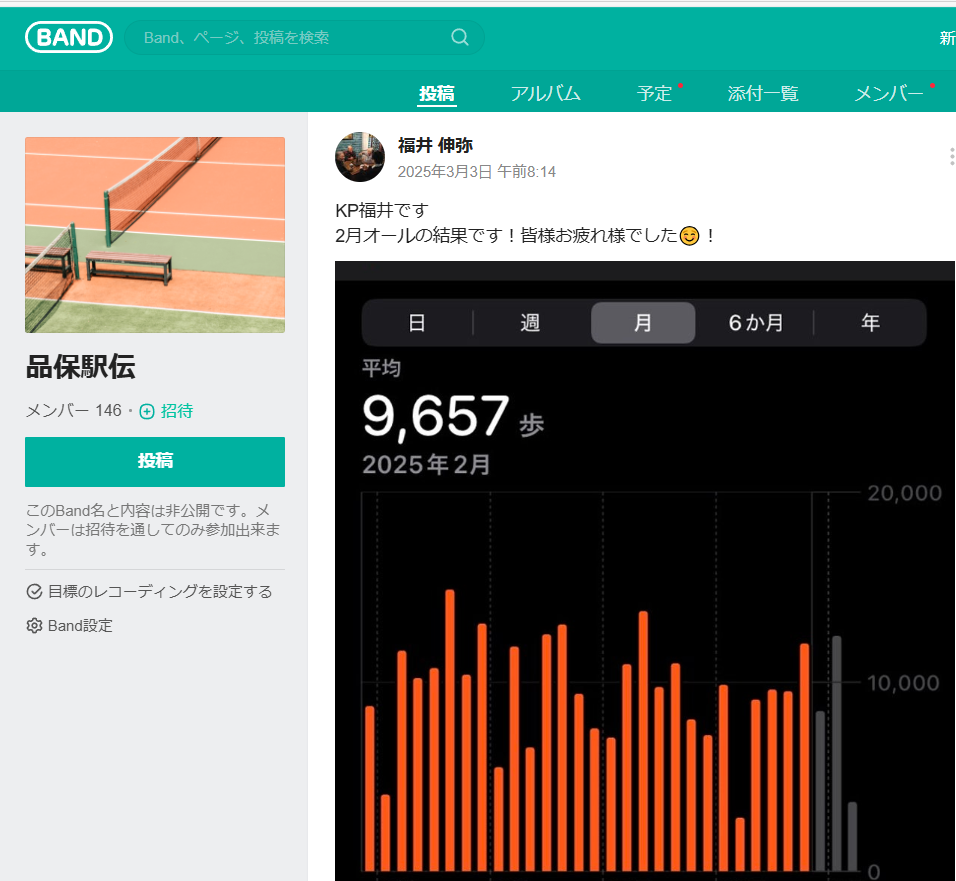 BAND
Band、ページ、投稿を検索
新
投稿
アルバム
予定
添付一覧
メンバー
福井 伸弥
2025年3月3日 午前8:14
KP福井です
2月オールの結果です！皆様お疲れ様でした😊！
品保駅伝
メンバー 146・招待
投稿
このBand名と内容は非公開です。メ
ンバーは招待を通してのみ参加出来ま
す。
目標のレコーディングを設定する
Band設定
日
週
月
6か月
年
平均
9,657 歩
2025年2月
20,000
10,000
0